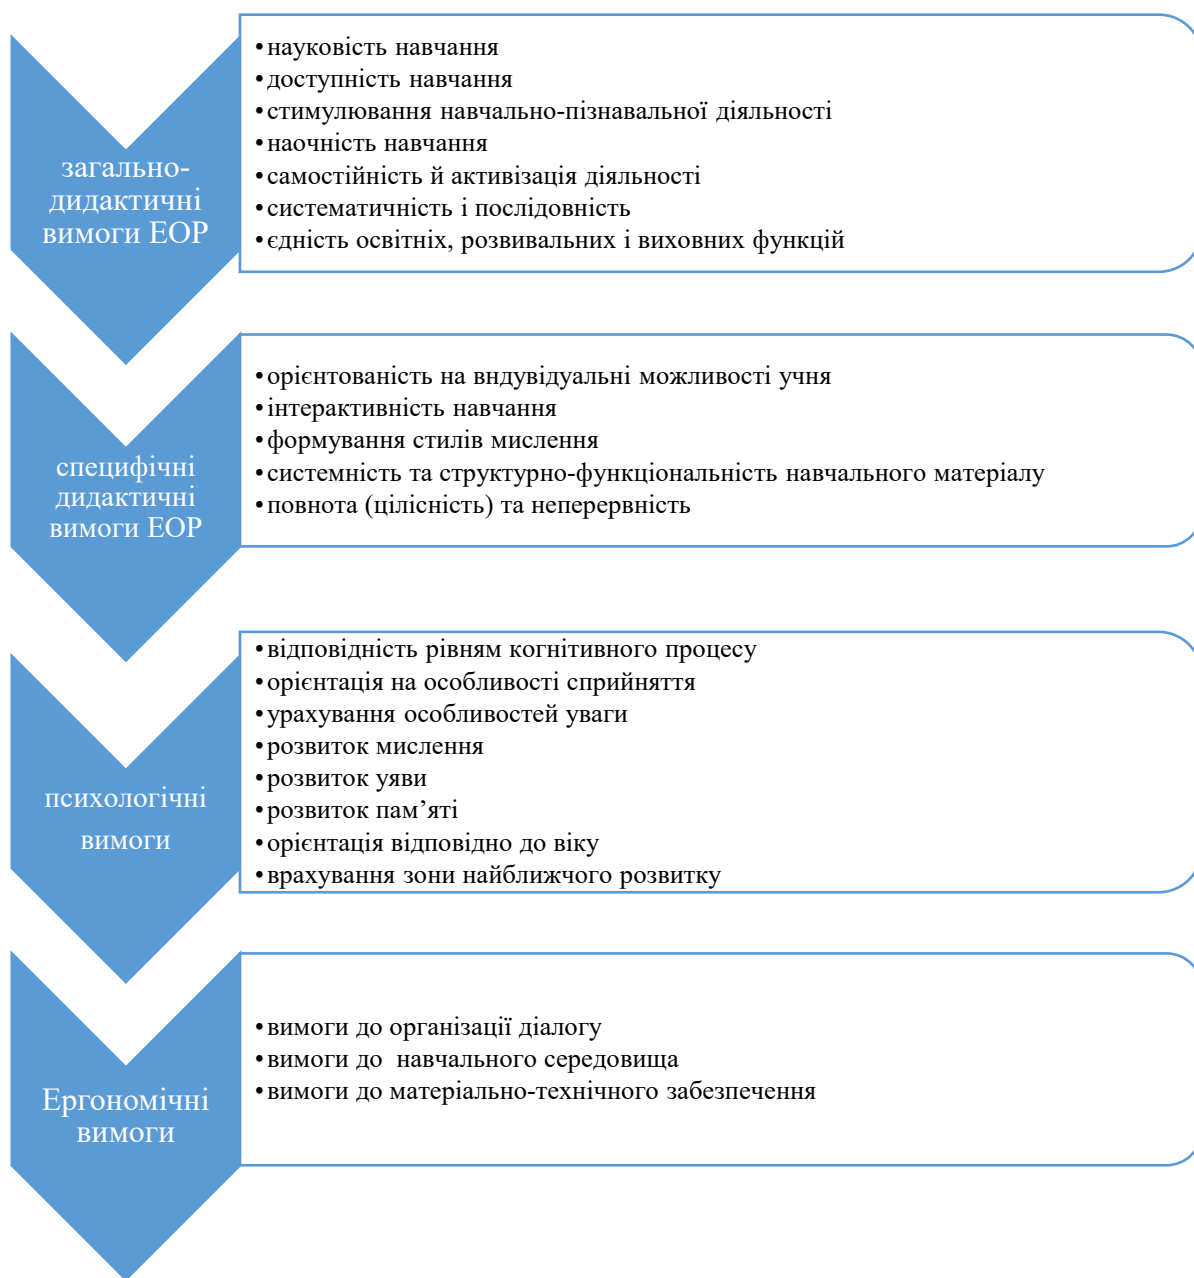 загально-
дидактичні
вимоги ЕОР
•науковість навчання
•доступність навчання
•стимулювання навчально-пізнавальної діяльності
•наочність навчання
•самостійність й активізація діяльності
•систематичність і послідовність
•єдність освітніх, розвивальних і виховних функцій
специфічні
дидактичні
вимоги ЕОР
•орієнтованість на вндувідуальні можливості учня
•інтерактивність навчання
•формування стилів мислення
•системність та структурно-функціональність навчального матеріалу
•повнота (цілісність) та неперервність
психологічні
вимоги
•відповідність рівням когнітивного процесу
•орієнтація на особливості сприйняття
•урахування особливостей уваги
•розвиток мислення
•розвиток уяви
•розвиток пам’яті
•орієнтація відповідно до віку
•врахування зони найближчого розвитку
Ергономічні
вимоги
•вимоги до організації діалогу
•вимоги до  навчального середовища
•вимоги до матеріально-технічного забезпечення